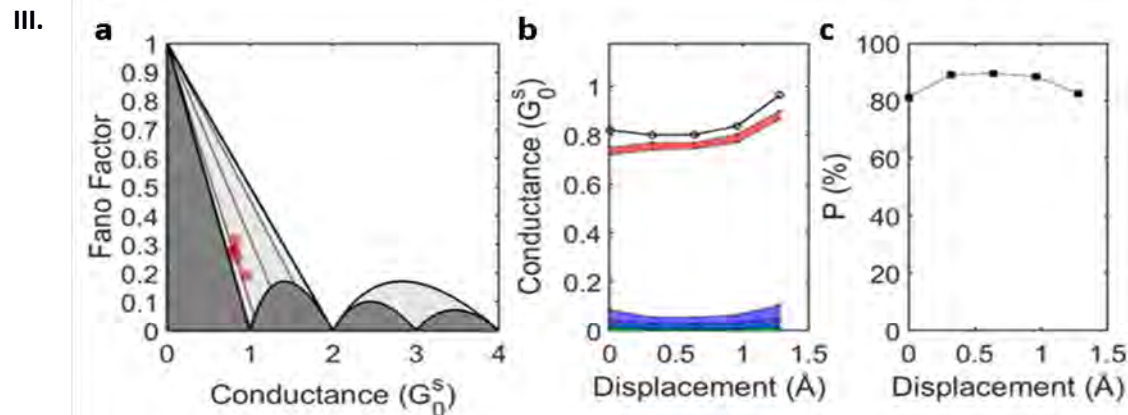 III.
a
b
c
1
0.9
0.8
0.7
0.6
0.5
0.4
0.3
0.2
0.1
0
Fano Factor
0 1 2 3 4
Conductance (G₀ˢ)
1
0.8
0.6
0.4
0.2
0
Conductance (G₀ˢ)
0 0.5 1 1.5
Displacement (Å)
100
80
60
40
20
0
P (%)
0 0.5 1 1.5
Displacement (Å)